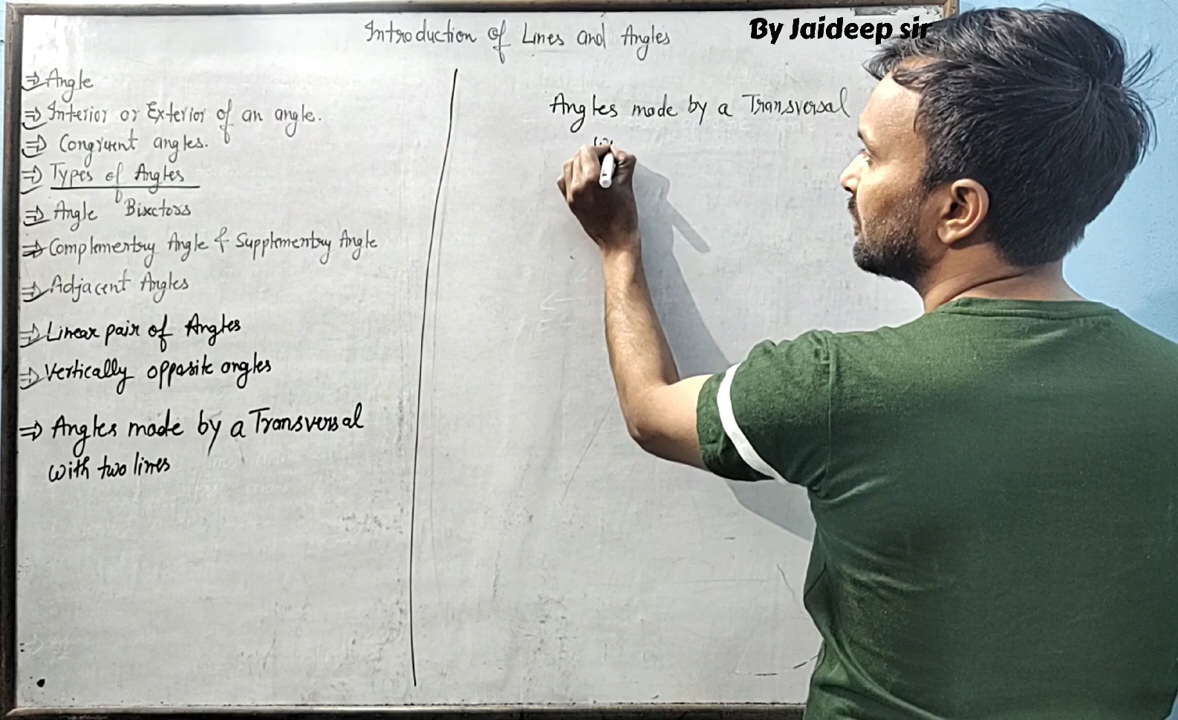 Introduction of Lines and Angles
By Jaideep sir
⇒ Angle
⇒ Interior or Exterior of an angle.
⇒ Congruent angles.
⇒ Types of Angles
⇒ Angle Bisectors
⇒ Complementry Angle & Supplementry Angle
⇒ Adjacent Angles
⇒ Linear pair of Angles
⇒ Vertically opposite angles
⇒ Angles made by a Transversal
with two lines
Angles made by a Transversal